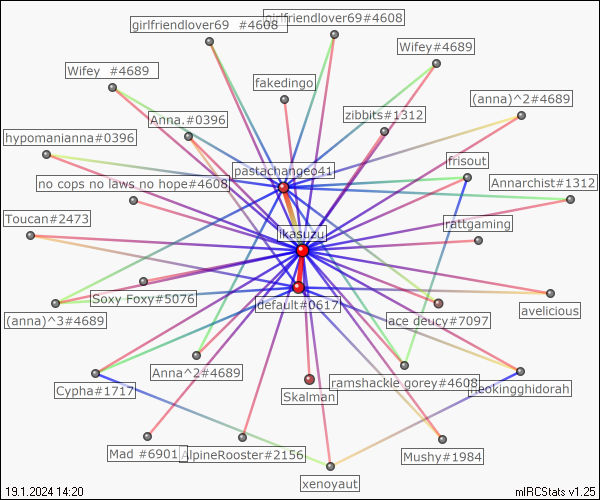 girlfriendlover69 #4608
girlfriendlover69#4608
Wifey#4689
Wifey #4689
fakedingo
(anna)^2#4689
Anna.#0396
zibbits#1312
hypomanianna#0396
frisout
pastachange041
no cops no laws no hope#4608
Annarchist#1312
Toucan#2473
rattgaming
ikasuzu
Soxy Foxy#5076
default#0617
(anna)^3#4689
ace deucy#7097
avelicious
Anna^2#4689
ramshackle gorey#4608
Cypha#1717
Skalman
neokingghidorah
Mad #6901
AlpineRooster#2156
Mushy#1984
xenoyaut
19.1.2024 14:20
mIRCStats v1.25